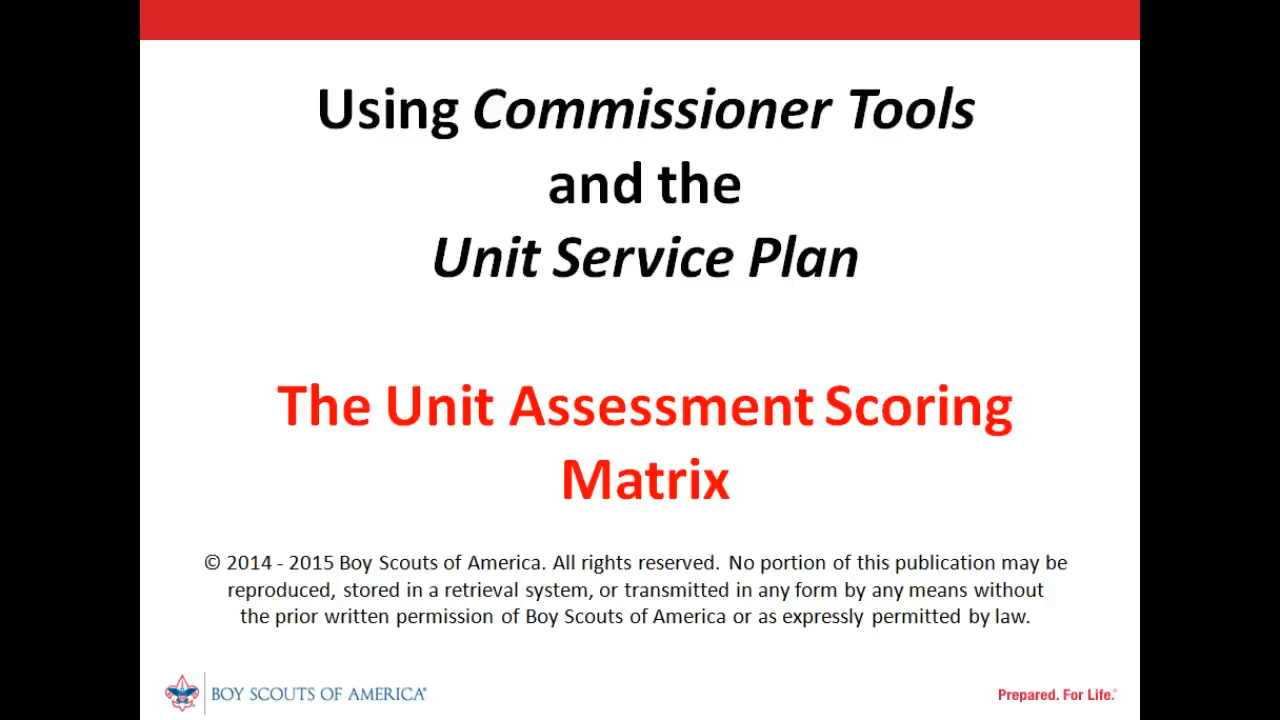 Using Commissioner Tools
and the
Unit Service Plan
The Unit Assessment Scoring
Matrix
© 2014 - 2015 Boy Scouts of America. All rights reserved. No portion of this publication may be
reproduced, stored in a retrieval system, or transmitted in any form by any means without
the prior written permission of Boy Scouts of America or as expressly permitted by law.
BOY SCOUTS OF AMERICA®
Prepared. For Life.®